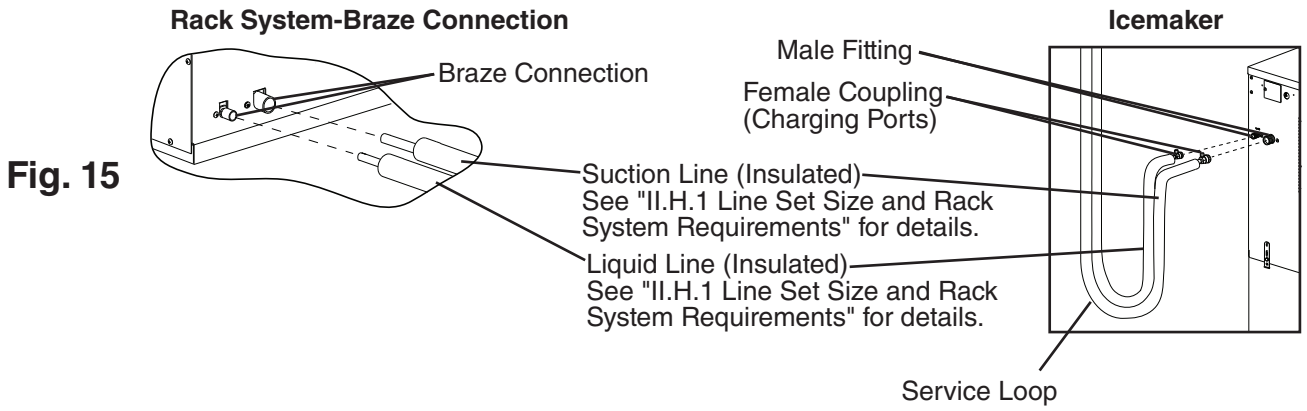 Rack System-Braze Connection
Icemaker
Male Fitting
Braze Connection
Female Coupling
(Charging Ports)
Fig. 15
Suction Line (Insulated)
See "II.H.1 Line Set Size and Rack
System Requirements" for details.
Liquid Line (Insulated)
See "II.H.1 Line Set Size and Rack
System Requirements" for details.
Service Loop